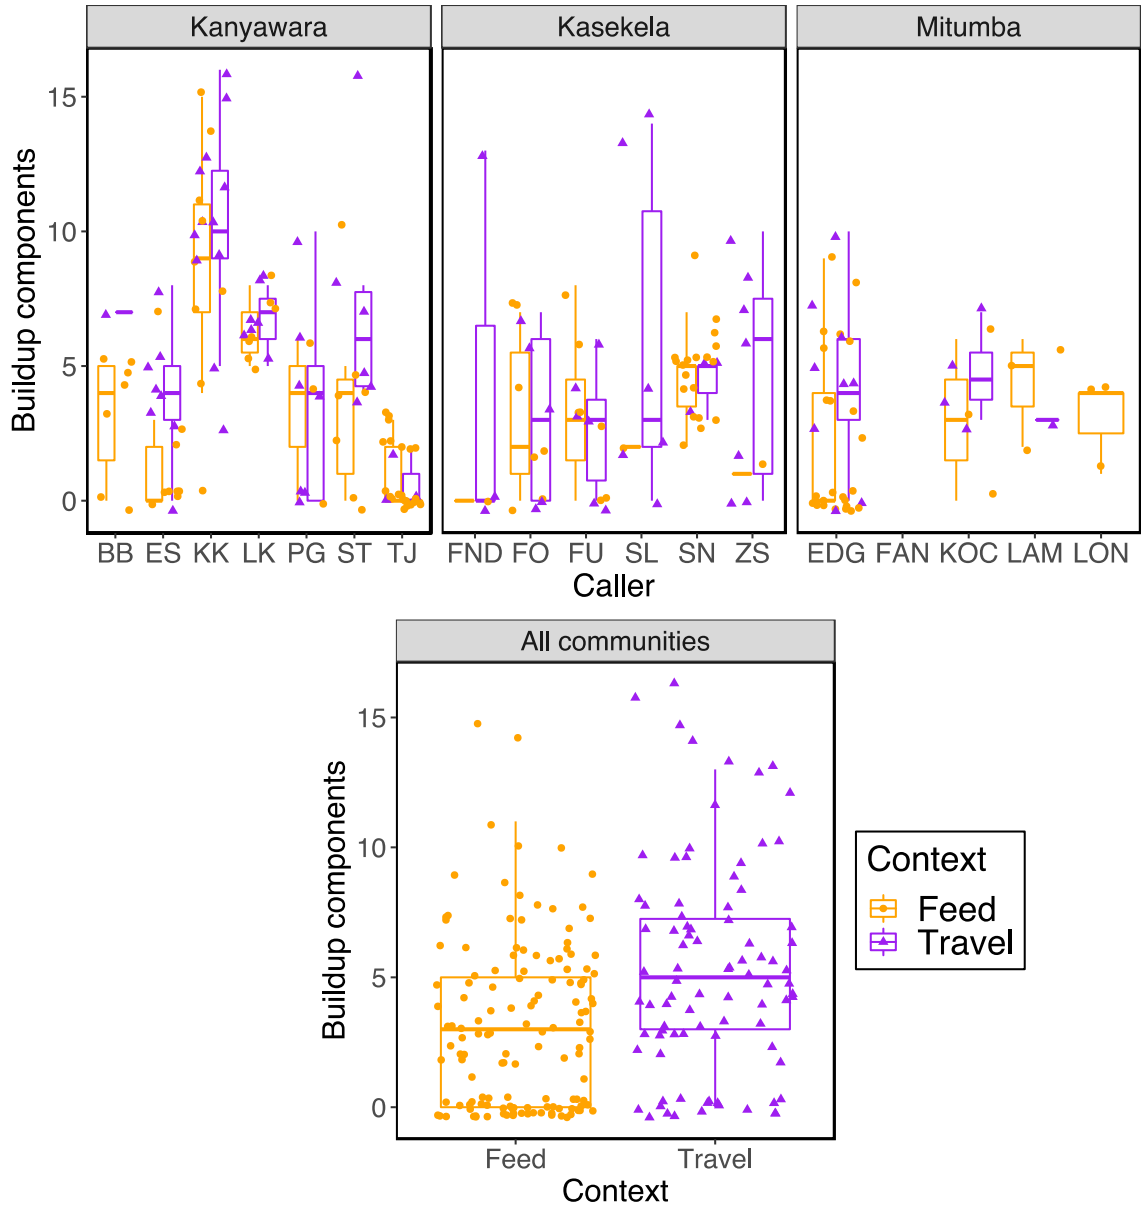 Kanyawara Kasekela Mitumba
Buildup components
15
10
5
0
BB ES KK LK PG ST TJ FND FO FU SL SN ZS EDG FAN KOC LAM LON
Caller
All communities
Buildup components
15
10
5
0
Feed Travel
Context
Context
Feed
Travel